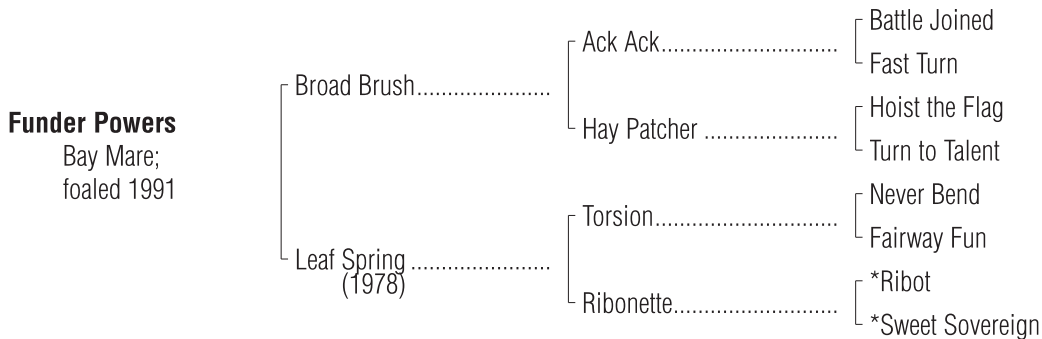 Funder Powers
Bay Mare;
foaled 1991
Broad Brush......................
Leaf Spring .......................
(1978)
Ack Ack.............................
Hay Patcher ......................
Torsion..............................
Ribonette...........................
Battle Joined
Fast Turn
Hoist the Flag
Turn to Talent
Never Bend
Fairway Fun
*Ribot
*Sweet Sovereign